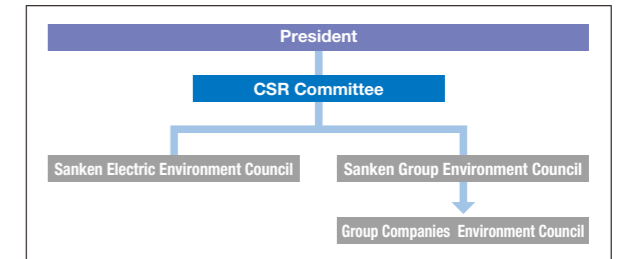 President
CSR Committee
Sanken Electric Environment Council
Sanken Group Environment Council
Group Companies Environment Council